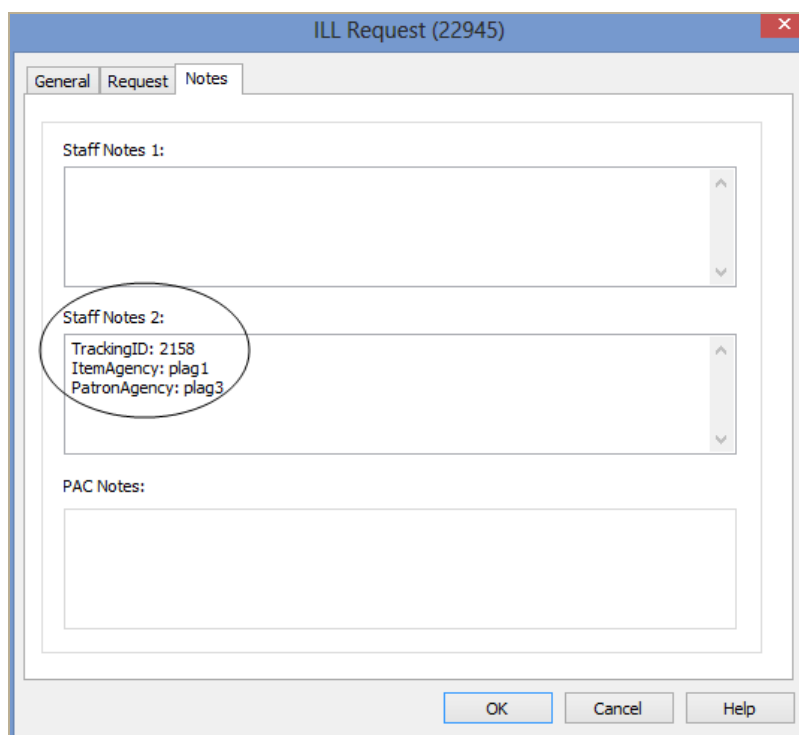 ILL Request (22945)
General Request Notes
Staff Notes 1:
Staff Notes 2:
TrackingID: 2158
ItemAgency: plag1
PatronAgency: plag3
PAC Notes:
OK Cancel Help